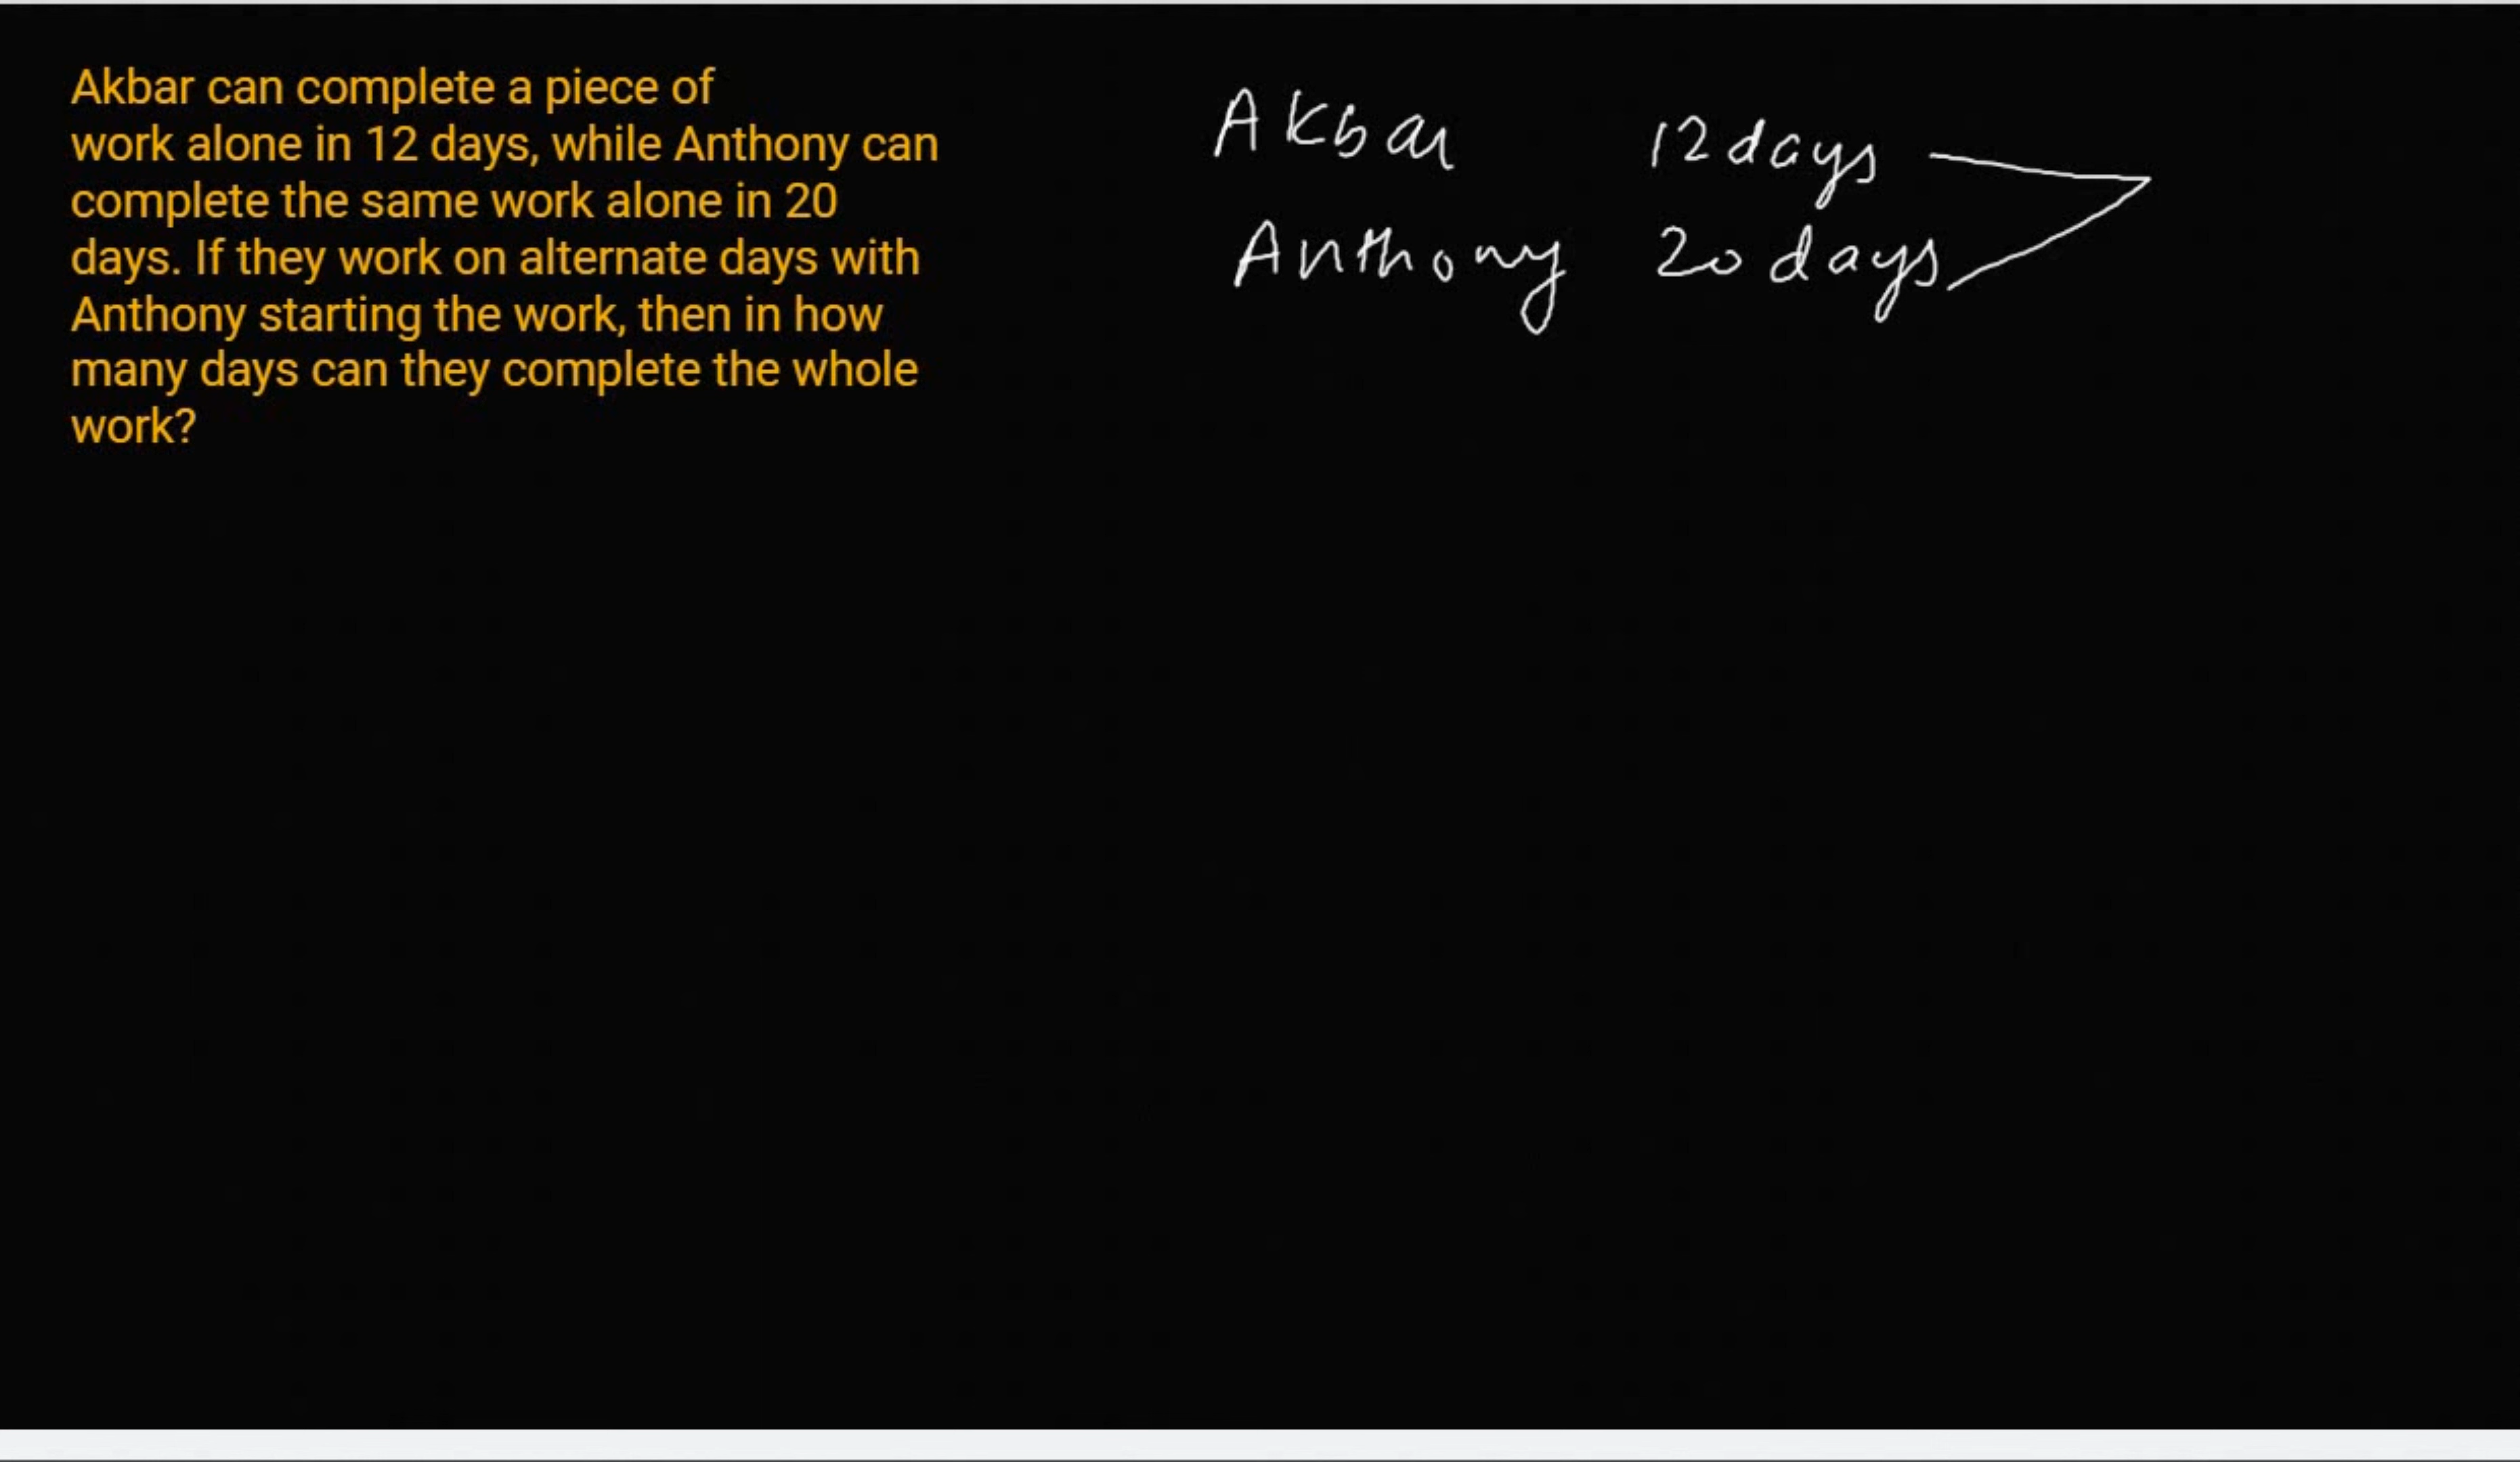 Akbar can complete a piece of
work alone in 12 days, while Anthony can
complete the same work alone in 20
days. If they work on alternate days with
Anthony starting the work, then in how
many days can they complete the whole
work?
Akbar 12 days
Anthony 20 days